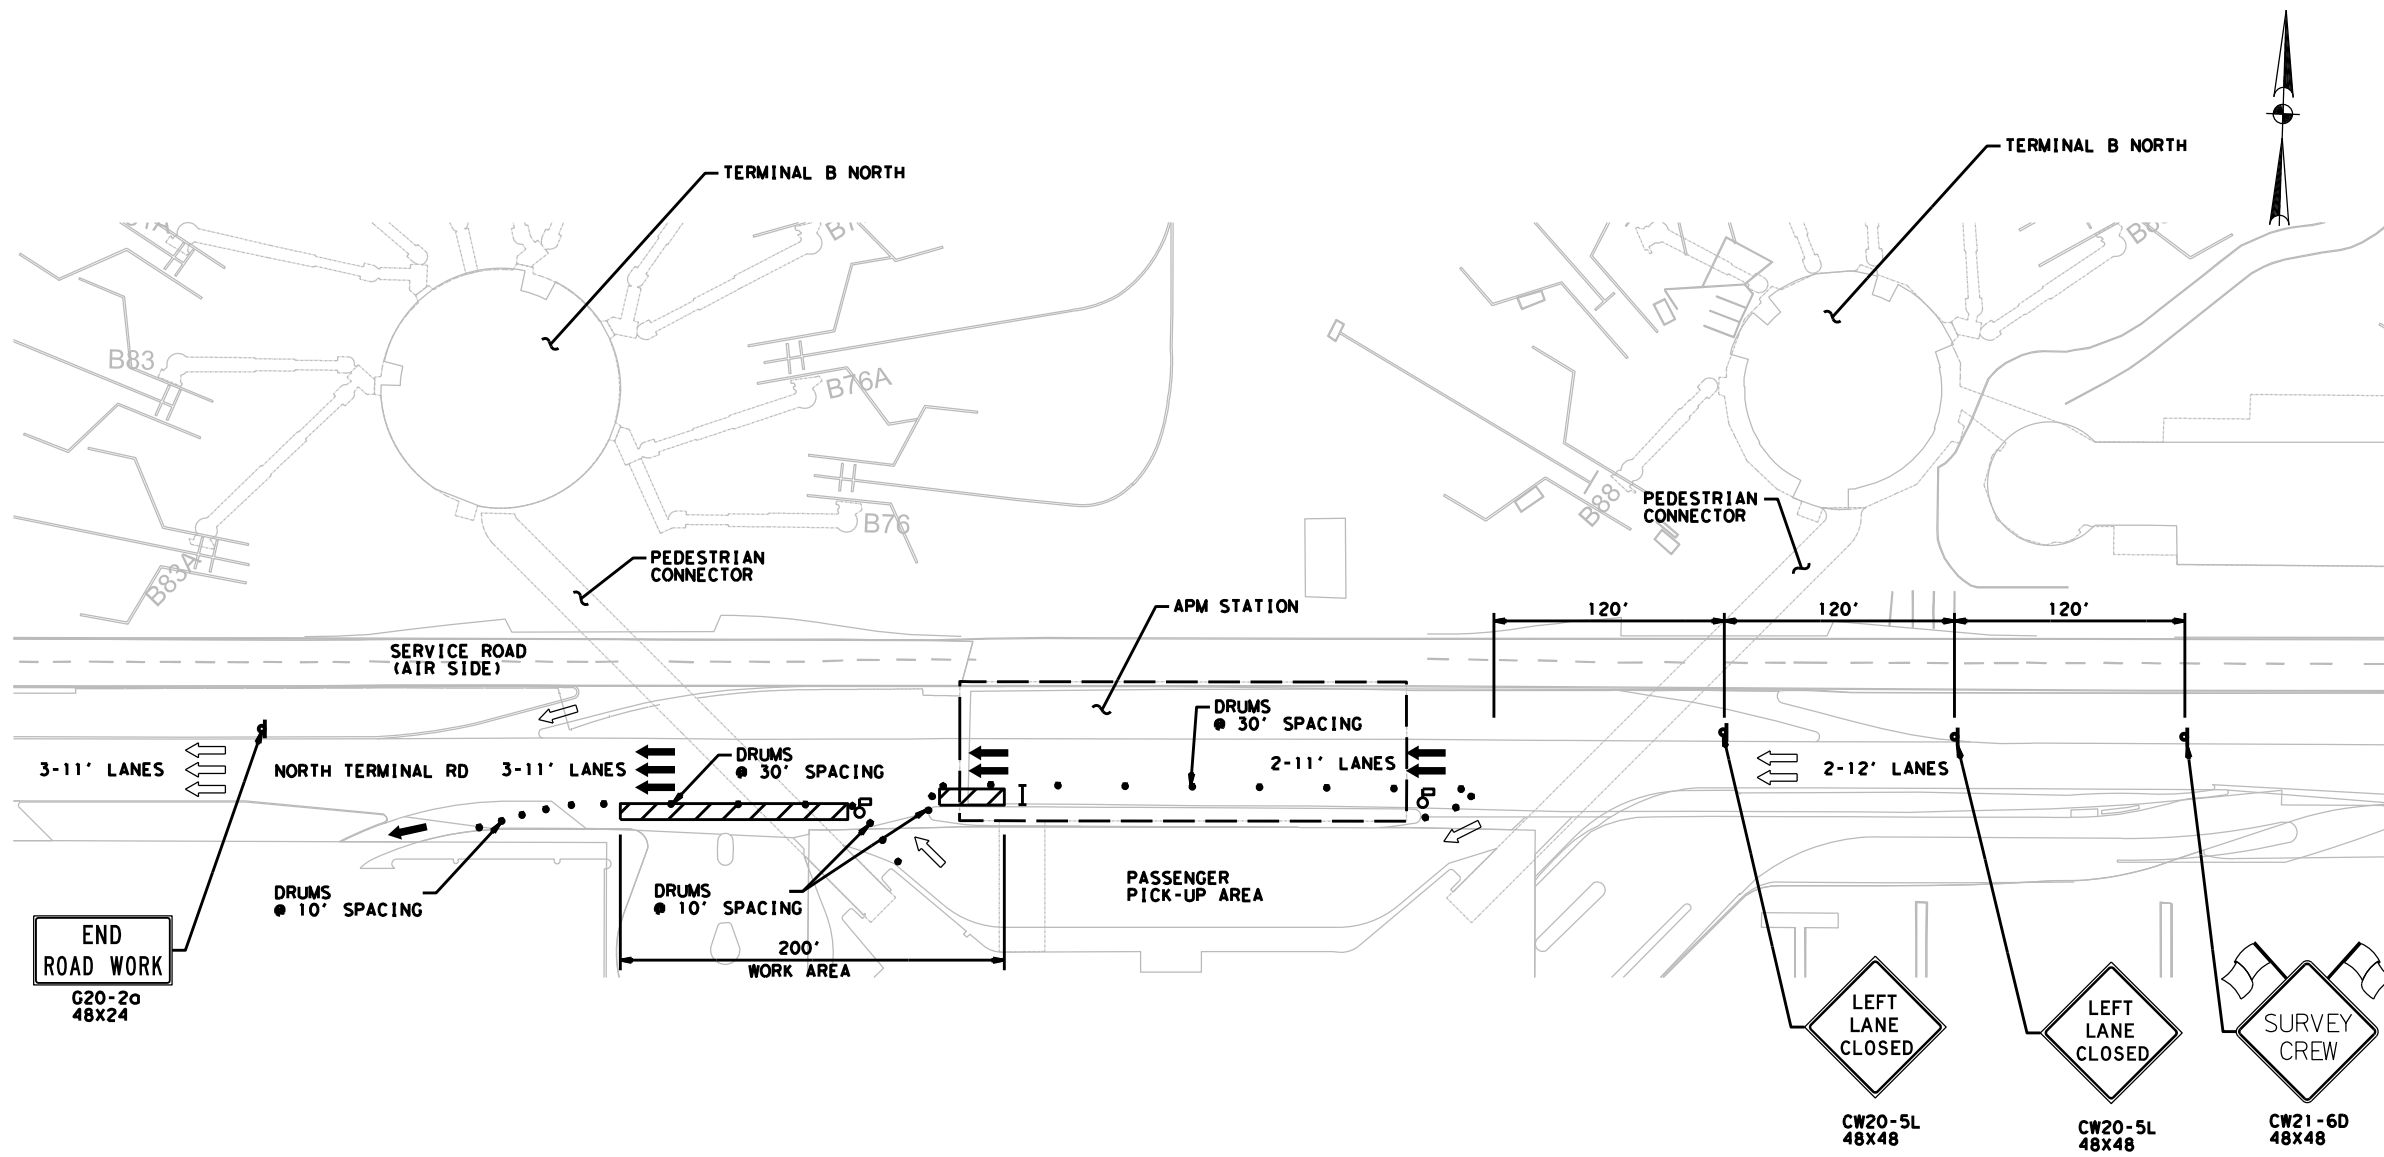 TERMINAL B NORTH
TERMINAL B NORTH
B83
B76A
B76
B83A
B88
PEDESTRIAN
CONNECTOR
PEDESTRIAN
CONNECTOR
APM STATION
120'
120'
120'
SERVICE ROAD
(AIR SIDE)
DRUMS
@ 30' SPACING
DRUMS
@ 30' SPACING
3-11' LANES
NORTH TERMINAL RD
3-11' LANES
2-11' LANES
2-12' LANES
DRUMS
@ 10' SPACING
DRUMS
@ 10' SPACING
PASSENGER
PICK-UP AREA
200'
WORK AREA
END
ROAD WORK
G20-2a
48X24
LEFT
LANE
CLOSED
CW20-5L
48X48
LEFT
LANE
CLOSED
CW20-5L
48X48
SURVEY
CREW
CW21-6D
48X48